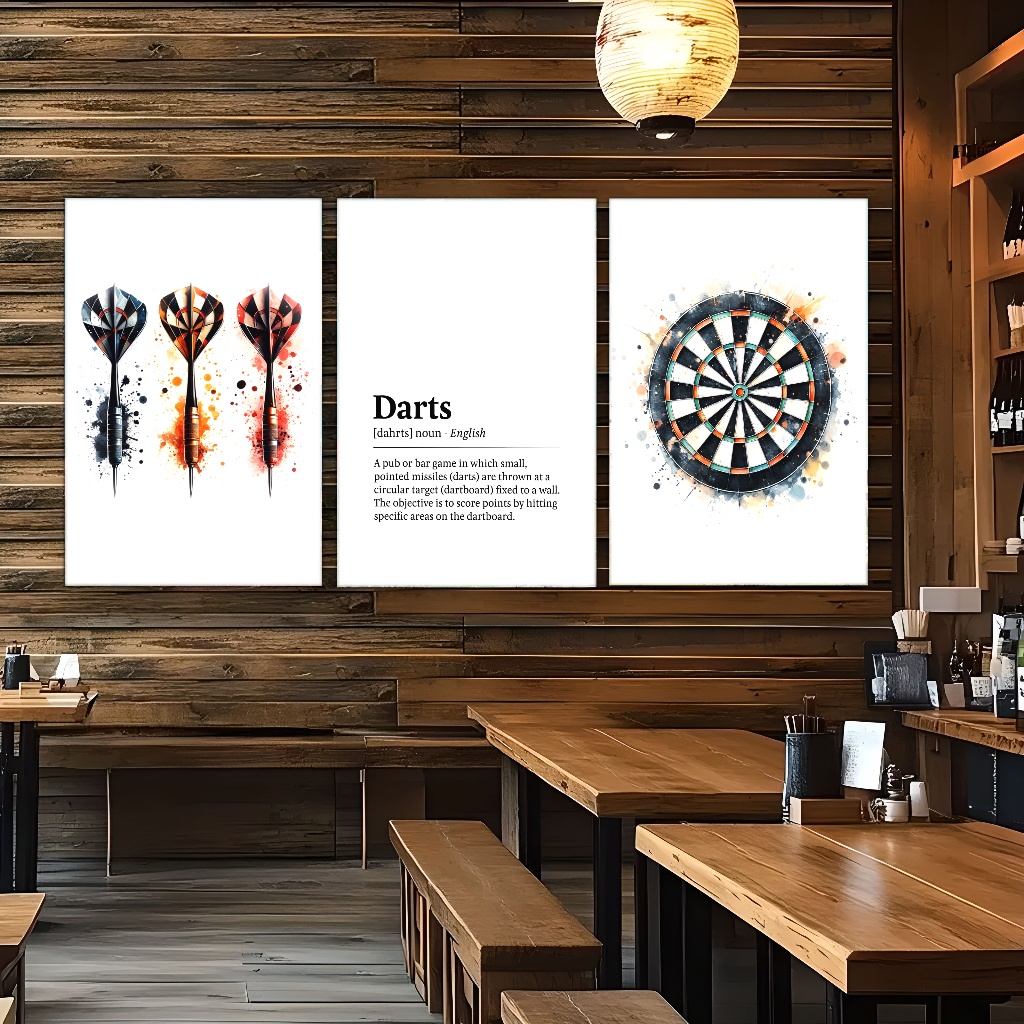 Darts
[dahrts] noun · English
A pub or bar game in which small,
pointed missiles (darts) are thrown at a
circular target (dartboard) fixed to a wall.
The objective is to score points by hitting
specific areas on the dartboard.